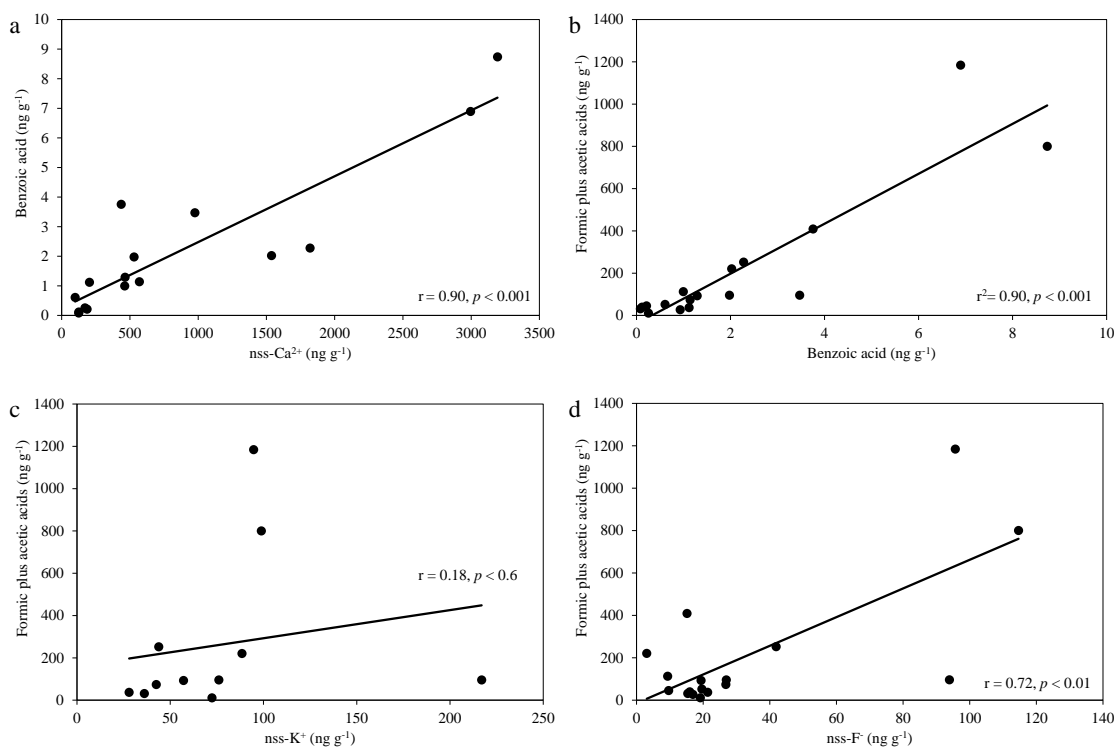 a
10
9
8
7
6
5
4
3
2
1
0
Benzoic acid (ng g⁻¹)
r = 0.90, p < 0.001
0 500 1000 1500 2000 2500 3000 3500
nss-Ca²⁺ (ng g⁻¹)
b
1400
1200
1000
800
600
400
200
0
Formic plus acetic acids (ng g⁻¹)
r²= 0.90, p < 0.001
0 2 4 6 8 10
Benzoic acid (ng g⁻¹)
c
1400
1200
1000
800
600
400
200
0
Formic plus acetic acids (ng g⁻¹)
r = 0.18, p < 0.6
0 50 100 150 200 250
nss-K⁺ (ng g⁻¹)
d
1400
1200
1000
800
600
400
200
0
Formic plus acetic acids (ng g⁻¹)
r = 0.72, p < 0.01
0 20 40 60 80 100 120 140
nss-F⁻ (ng g⁻¹)